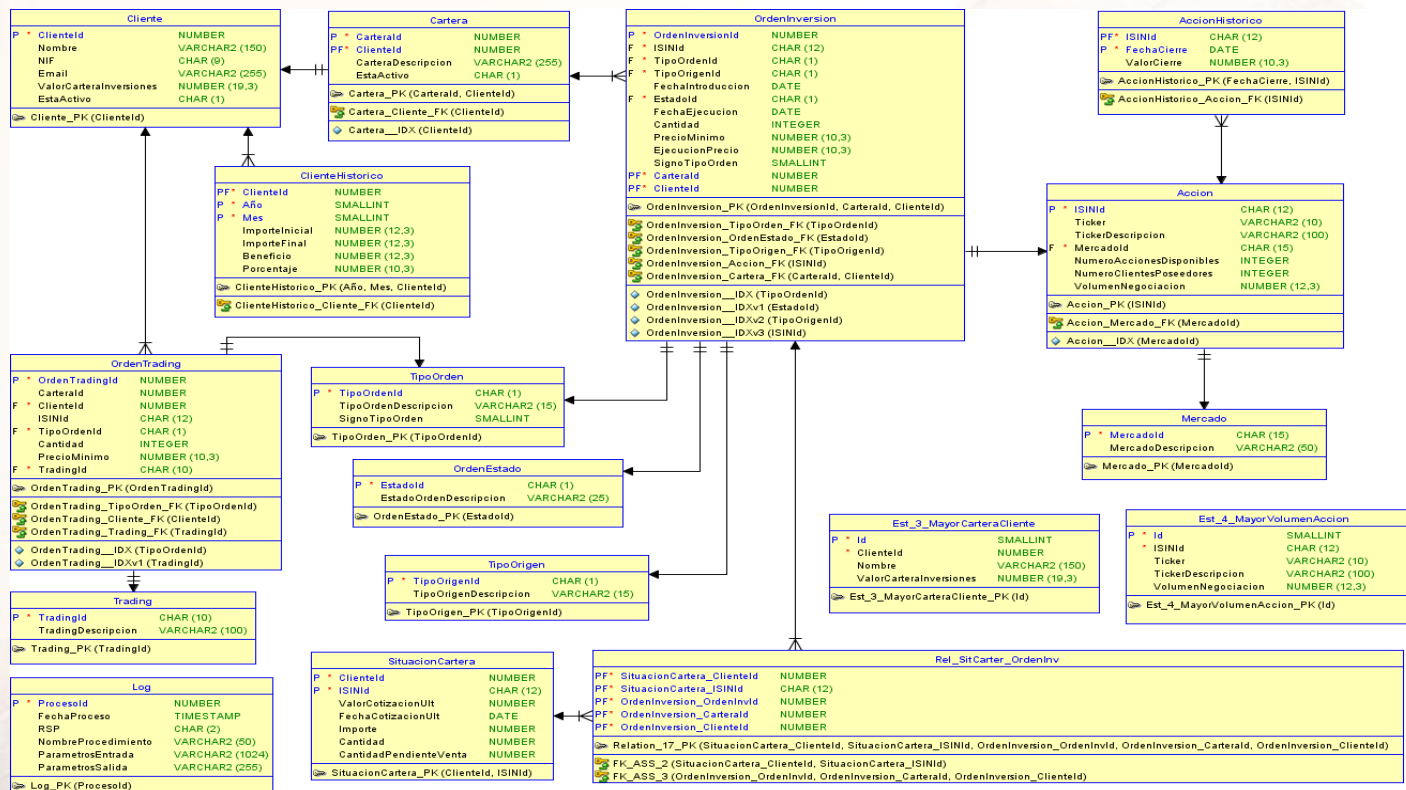 Cliente
P * ClienteId NUMBER
Nombre VARCHAR2 (150)
NIF CHAR (9)
Email VARCHAR2 (255)
ValorCarteraInversiones NUMBER (19,3)
EstaActivo CHAR (1)
Cliente_PK (ClienteId)
Cartera
P * CarteraId NUMBER
PF* ClienteId NUMBER
CarteraDescripcion VARCHAR2 (255)
EstaActivo CHAR (1)
Cartera_PK (CarteraId, ClienteId)
Cartera_Cliente_FK (ClienteId)
Cartera__IDX (ClienteId)
OrdenInversion
P * OrdenInversionId NUMBER
F * ISINId CHAR (12)
F * TipoOrdenId CHAR (1)
F * TipoOrigenId CHAR (1)
FechaIntroduccion DATE
F * EstadoId CHAR (1)
FechaEjecucion DATE
Cantidad INTEGER
PrecioMinimo NUMBER (10,3)
EjecucionPrecio NUMBER (10,3)
SignoTipoOrden SMALLINT
PF* CarteraId NUMBER
PF* ClienteId NUMBER
OrdenInversion_PK (OrdenInversionId, CarteraId, ClienteId)
OrdenInversion_TipoOrden_FK (TipoOrdenId)
OrdenInversion_OrdenEstado_FK (EstadoId)
OrdenInversion_TipoOrigen_FK (TipoOrigenId)
OrdenInversion_Accion_FK (ISINId)
OrdenInversion_Cartera_FK (CarteraId, ClienteId)
OrdenInversion__IDX (TipoOrdenId)
OrdenInversion__IDXv1 (EstadoId)
OrdenInversion__IDXv2 (TipoOrigenId)
OrdenInversion__IDXv3 (ISINId)
AccionHistorico
PF* ISINId CHAR (12)
P * FechaCierre DATE
ValorCierre NUMBER (10,3)
AccionHistorico_PK (FechaCierre, ISINId)
AccionHistorico_Accion_FK (ISINId)
ClienteHistorico
PF* ClienteId NUMBER
P * Año SMALLINT
P * Mes SMALLINT
ImporteInicial NUMBER (12,3)
ImporteFinal NUMBER (12,3)
Beneficio NUMBER (12,3)
Porcentaje NUMBER (10,3)
ClienteHistorico_PK (Año, Mes, ClienteId)
ClienteHistorico_Cliente_FK (ClienteId)
Accion
P * ISINId CHAR (12)
Ticker VARCHAR2 (10)
TickerDescripcion VARCHAR2 (100)
F * MercadoId CHAR (15)
NumeroAccionesDisponibles INTEGER
NumeroClientesPoseedores INTEGER
VolumenNegociacion NUMBER (12,3)
Accion_PK (ISINId)
Accion_Mercado_FK (MercadoId)
Accion__IDX (MercadoId)
OrdenTrading
P * OrdenTradingId NUMBER
CarteraId NUMBER
F * ClienteId NUMBER
ISINId CHAR (12)
F * TipoOrdenId CHAR (1)
Cantidad INTEGER
PrecioMinimo NUMBER (10,3)
F * TradingId CHAR (10)
OrdenTrading_PK (OrdenTradingId)
OrdenTrading_TipoOrden_FK (TipoOrdenId)
OrdenTrading_Cliente_FK (ClienteId)
OrdenTrading_Trading_FK (TradingId)
OrdenTrading__IDX (TipoOrdenId)
OrdenTrading__IDXv1 (TradingId)
TipoOrden
P * TipoOrdenId CHAR (1)
TipoOrdenDescripcion VARCHAR2 (15)
SignoTipoOrden SMALLINT
TipoOrden_PK (TipoOrdenId)
Mercado
P * MercadoId CHAR (15)
MercadoDescripcion VARCHAR2 (50)
Mercado_PK (MercadoId)
OrdenEstado
P * EstadoId CHAR (1)
EstadoOrdenDescripcion VARCHAR2 (25)
OrdenEstado_PK (EstadoId)
Est_3_MayorCarteraCliente
P * Id SMALLINT
* ClienteId NUMBER
Nombre VARCHAR2 (150)
ValorCarteraInversiones NUMBER (19,3)
Est_3_MayorCarteraCliente_PK (Id)
Est_4_MayorVolumenAccion
P * Id SMALLINT
* ISINId CHAR (12)
Ticker VARCHAR2 (10)
TickerDescripcion VARCHAR2 (100)
VolumenNegociacion NUMBER (12,3)
Est_4_MayorVolumenAccion_PK (Id)
TipoOrigen
P * TipoOrigenId CHAR (1)
TipoOrigenDescripcion VARCHAR2 (15)
TipoOrigen_PK (TipoOrigenId)
Trading
P * TradingId CHAR (10)
TradingDescripcion VARCHAR2 (100)
Trading_PK (TradingId)
SituacionCartera
P * ClienteId NUMBER
P * ISINId CHAR (12)
ValorCotizacionUlt NUMBER
FechaCotizacionUlt DATE
Importe NUMBER
Cantidad NUMBER
CantidadPendienteVenta NUMBER
SituacionCartera_PK (ClienteId, ISINId)
Rel_SitCarter_OrdenInv
PF* SituacionCartera_ClienteId NUMBER
PF* SituacionCartera_ISINId CHAR (12)
PF* OrdenInversion_OrdenInvId NUMBER
PF* OrdenInversion_CarteraId NUMBER
PF* OrdenInversion_ClienteId NUMBER
Relation_17_PK (SituacionCartera_ClienteId, SituacionCartera_ISINId, OrdenInversion_OrdenInvId, OrdenInversion_CarteraId, OrdenInversion_ClienteId)
FK_ASS_2 (SituacionCartera_ClienteId, SituacionCartera_ISINId)
FK_ASS_3 (OrdenInversion_OrdenInvId, OrdenInversion_CarteraId, OrdenInversion_ClienteId)
Log
P * ProcesoId NUMBER
FechaProceso TIMESTAMP
RSP CHAR (2)
NombreProcedimiento VARCHAR2 (50)
ParametrosEntrada VARCHAR2 (1024)
ParametrosSalida VARCHAR2 (255)
Log_PK (ProcesoId)